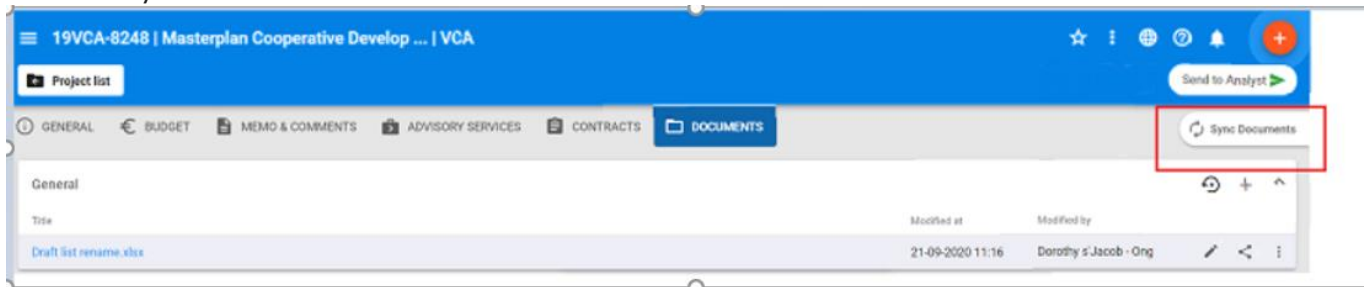 19VCA-8248 | Masterplan Cooperative Develop ... | VCA
Project list
Send to Analyst
GENERAL € BUDGET MEMO & COMMENTS ADVISORY SERVICES CONTRACTS DOCUMENTS
Sync Documents
General
Title Modified at Modified by
Draft list rename.xlsx 21-09-2020 11:16 Dorothy s'Jacob - Ong